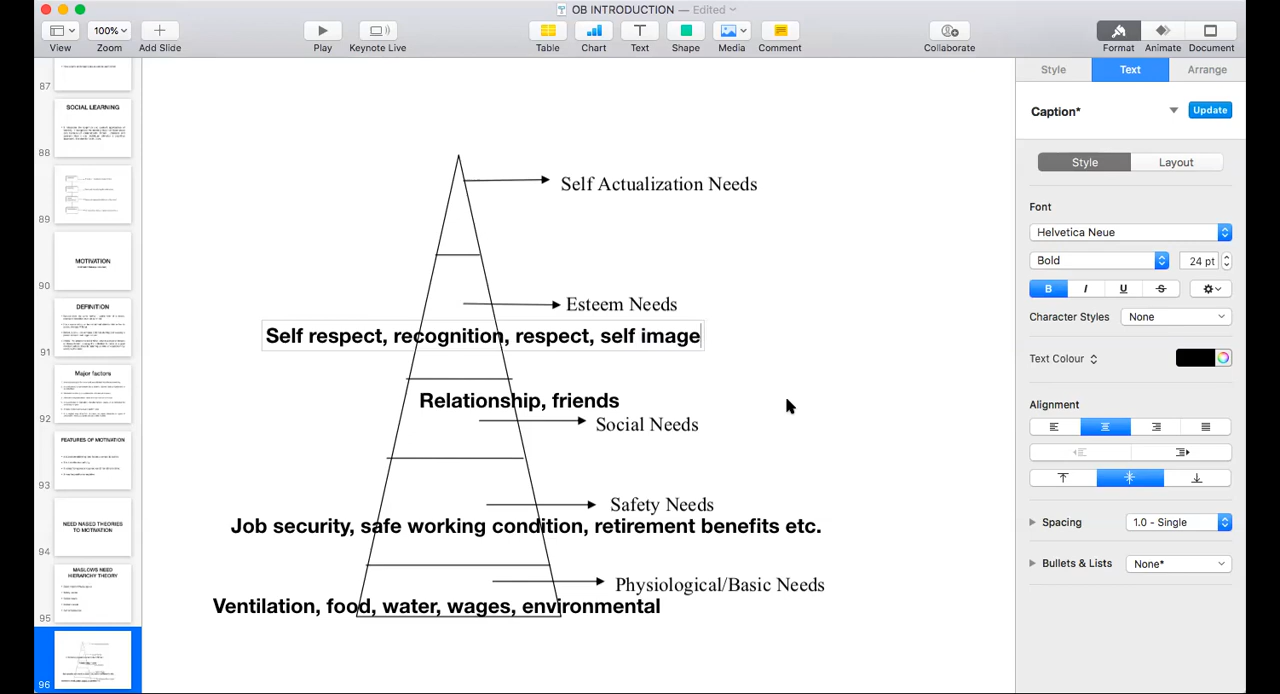 OB INTRODUCTION — Edited
100%
View
Zoom
Add Slide
Play
Keynote Live
Table
Chart
Text
Shape
Media
Comment
Collaborate
Format
Animate
Document
87
SOCIAL LEARNING
88
89
MOTIVATION
90
DEFINITION
91
Major factors
92
FEATURES OF MOTIVATION
93
NEED NASED THEORIES
TO MOTIVATION
94
MASLOWS NEED
HIERARCHY THEORY
95
96
Self Actualization Needs
Esteem Needs
Self respect, recognition, respect, self image
Relationship, friends
Social Needs
Safety Needs
Job security, safe working condition, retirement benefits etc.
Physiological/Basic Needs
Ventilation, food, water, wages, environmental
Style
Text
Arrange
Caption*
Update
Style
Layout
Font
Helvetica Neue
Bold
24 pt
B
I
U
S
Character Styles
None
Text Colour
Alignment
Spacing
1.0 - Single
Bullets & Lists
None*